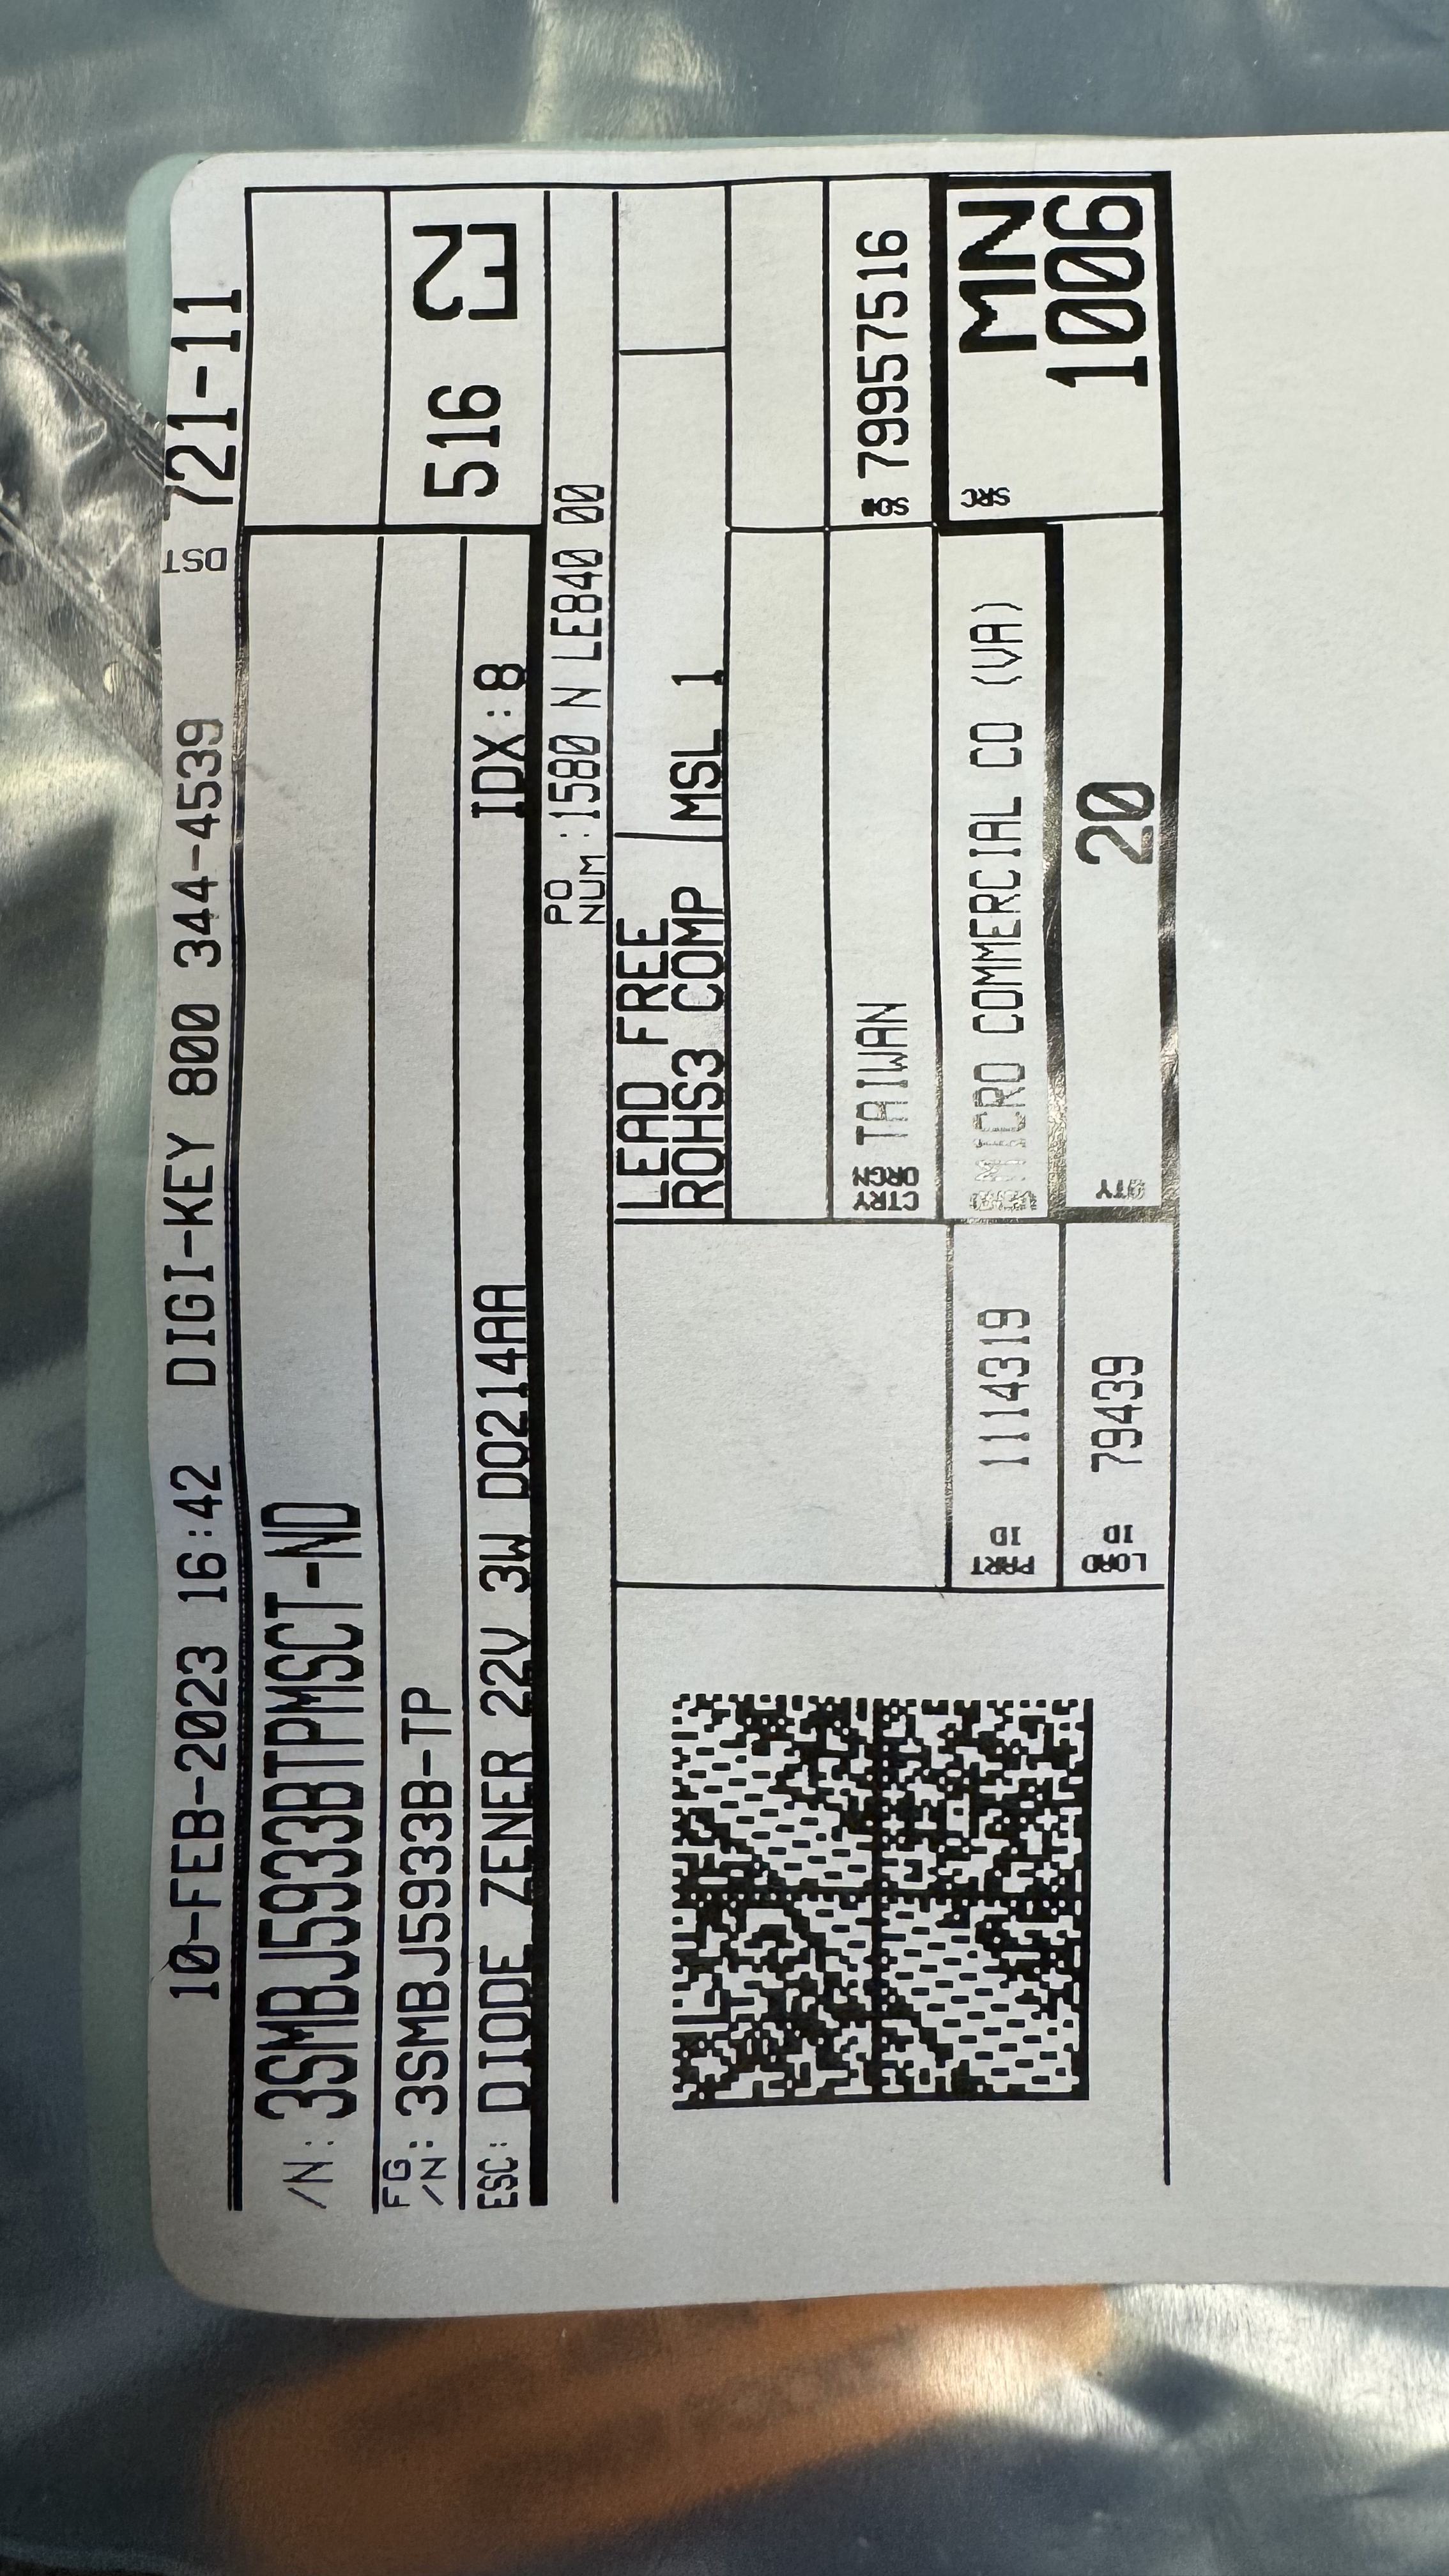 10-FEB-2023 16:42 DIGI-KEY 800 344-4539 DST 721-11
/N: 3SMBJ5933BTPMSCT-ND
FG
/N: 3SMBJ5933B-TP
516
ESC: DIODE ZENER 22V 3W DO214AA IDX:8
PO
NUM :1580 N LE840 00
LEAD FREE
ROHS3 COMP MSL 1
CTRY
ORGN TAIWAN
SO# 79957516
PART
ID 1114319
MICRO COMMERCIAL CO (VA)
SRC MN
1006
LOAD
ID 79439
QTY 20